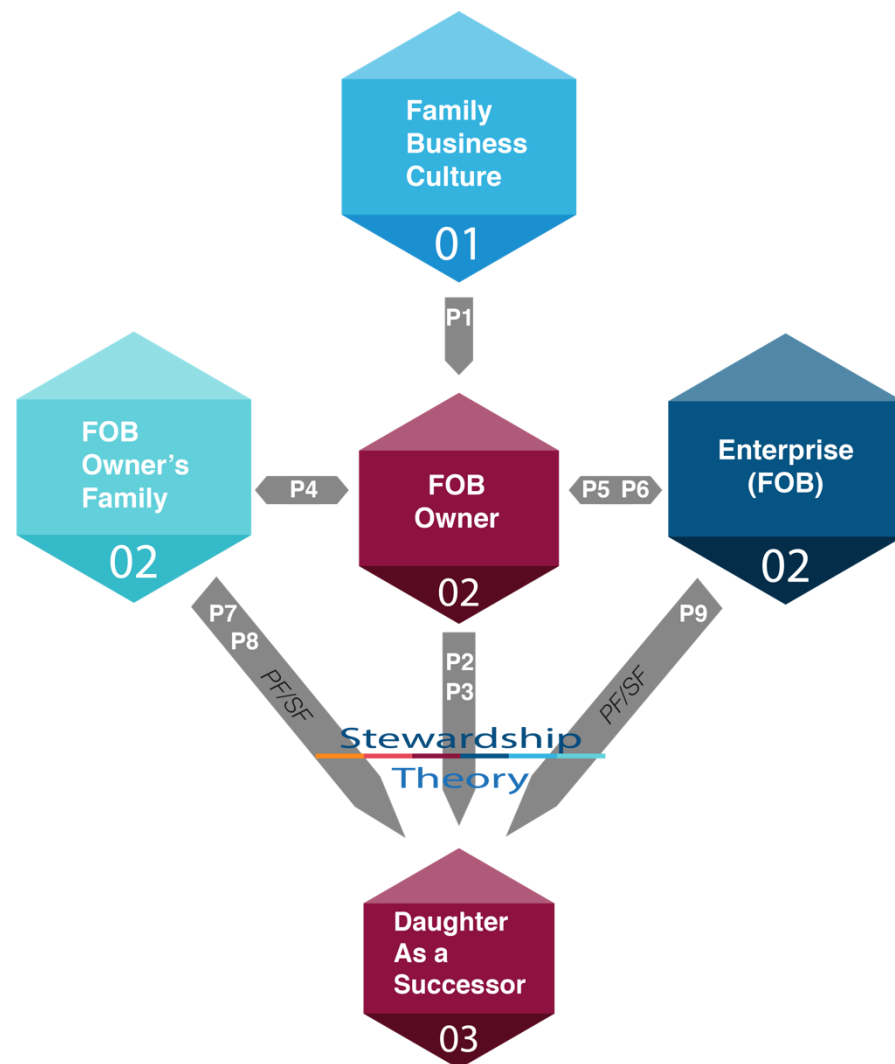 Family
Business
Culture
01
P1
FOB
Owner's
Family
02
P4
FOB
Owner
02
P5 P6
Enterprise
(FOB)
02
P7
P8
PF/SF
P2
P3
P9
PF/SF
Stewardship
Theory
Daughter
As a
Successor
03